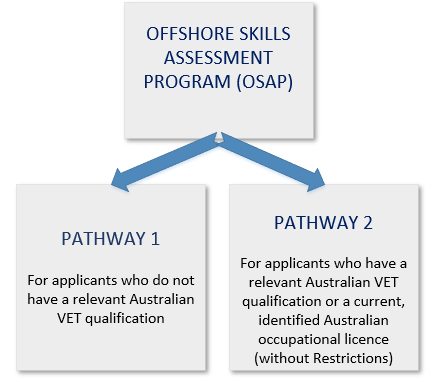 OFFSHORE SKILLS
ASSESSMENT
PROGRAM (OSAP)
PATHWAY 1
For applicants who do not
have a relevant Australian
VET qualification
PATHWAY 2
For applicants who have a
relevant Australian VET
qualification or a current,
identified Australian
occupational licence
(without Restrictions)